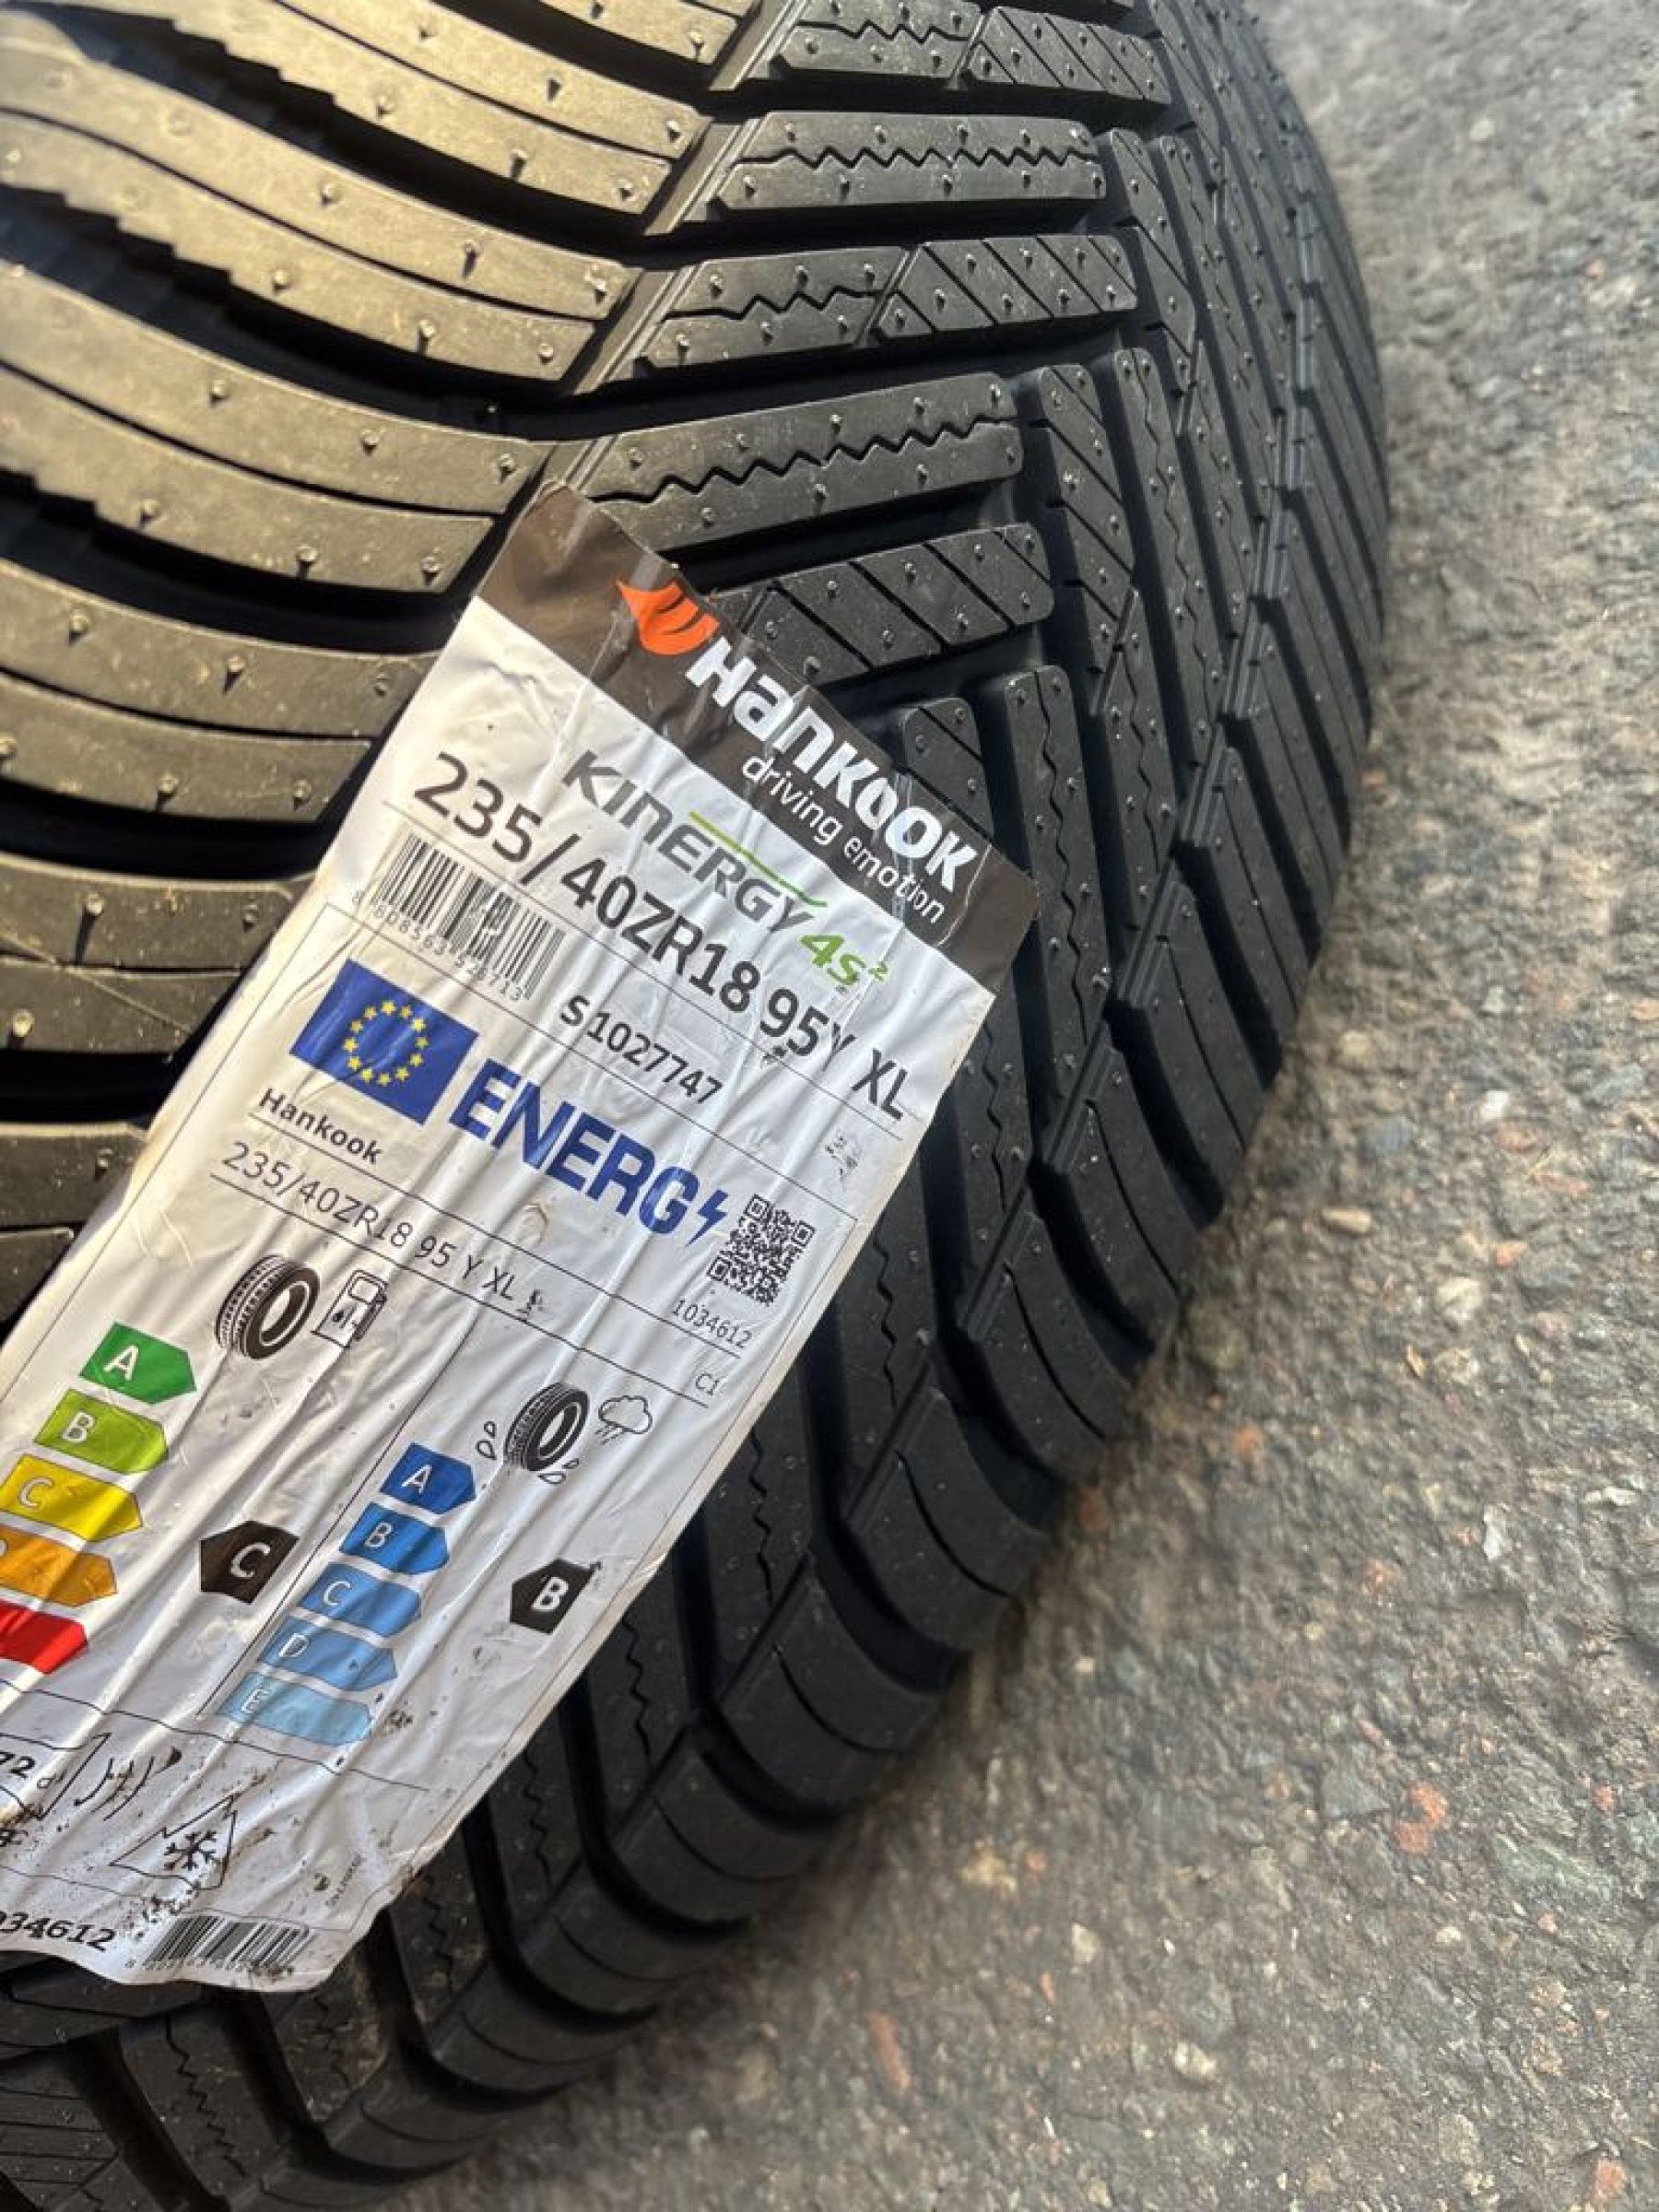 Hankook
driving emotion
KINERGY 4S²
235/40ZR18 95Y XL
S1027747
ENERG
Hankook
1034612
235/40ZR18 95 Y XL
C1
A
B
C
A
B
C
D
E
C
B
72
034612